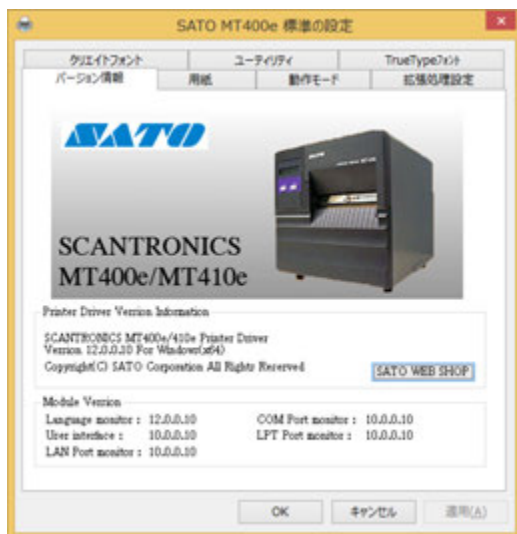 SATO MT400e 標準の設定
クリエイトフォント ユーティリティ TrueTypeフォント
バージョン情報 用紙 動作モード 拡張処理設定
SATO
SCANTRONICS
MT400e/MT410e
Printer Driver Version Information
SCANTRONICS MT400e/410e Printer Driver
Version 12.0.0.10 For Windows(x64)
Copyright(C) SATO Corporation All Rights Reserved
SATO WEB SHOP
Module Version
Language monitor : 12.0.0.10 COM Port monitor : 10.0.0.10
User interface : 10.0.0.10 LPT Port monitor : 10.0.0.10
LAN Port monitor : 10.0.0.10
OK キャンセル 適用(A)